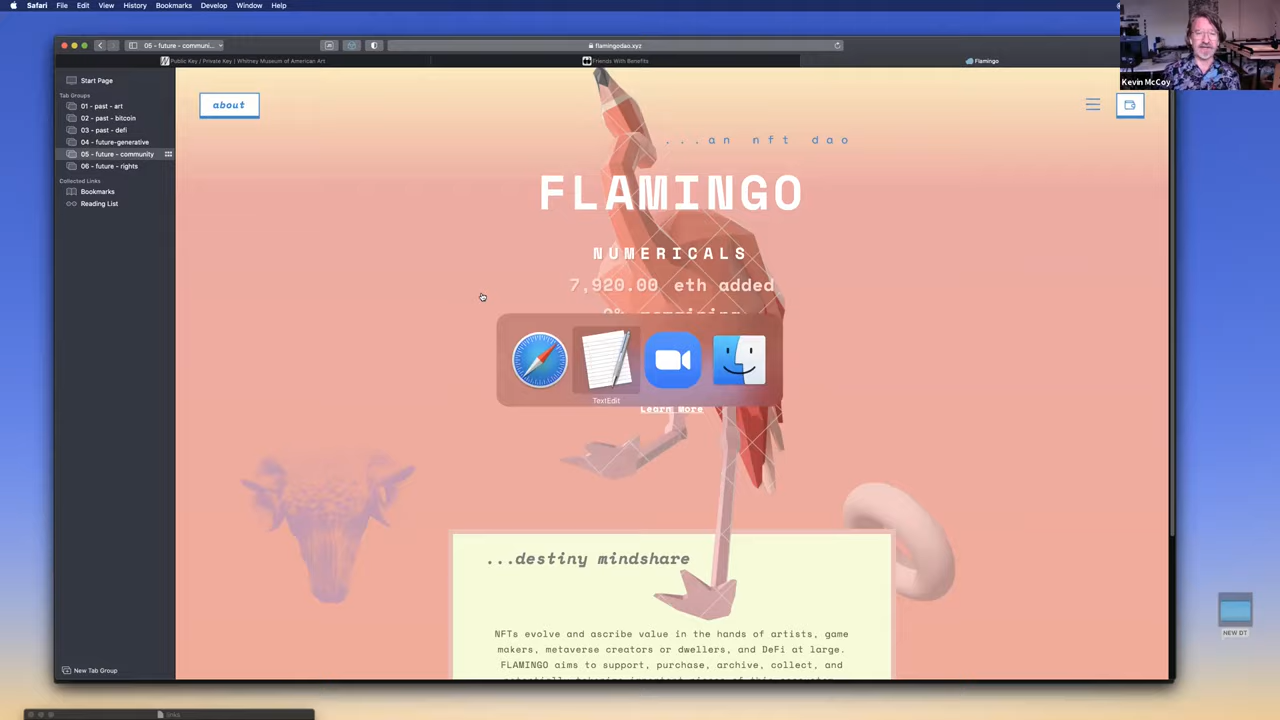 Safari File Edit View History Bookmarks Develop Window Help
05 - future - communi...
flamingodao.xyz
Public Key / Private Key / Whitney Museum of American Art
Friends With Benefits
Flamingo
Kevin McCoy
Start Page
Tab Groups
01 - past - art
02 - past - bitcoin
03 - past - defi
04 - future-generative
05 - future - community
06 - future - rights
Collected Links
Bookmarks
Reading List
about
...an nft dao
FLAMINGO
NUMERICALS
7,920.00 eth added
0% remaining
TextEdit
Learn more
...destiny mindshare
NFTs evolve and ascribe value in the hands of artists, game
makers, metaverse creators or dwellers, and DeFi at large.
FLAMINGO aims to support, purchase, archive, collect, and
NEW DT
New Tab Group